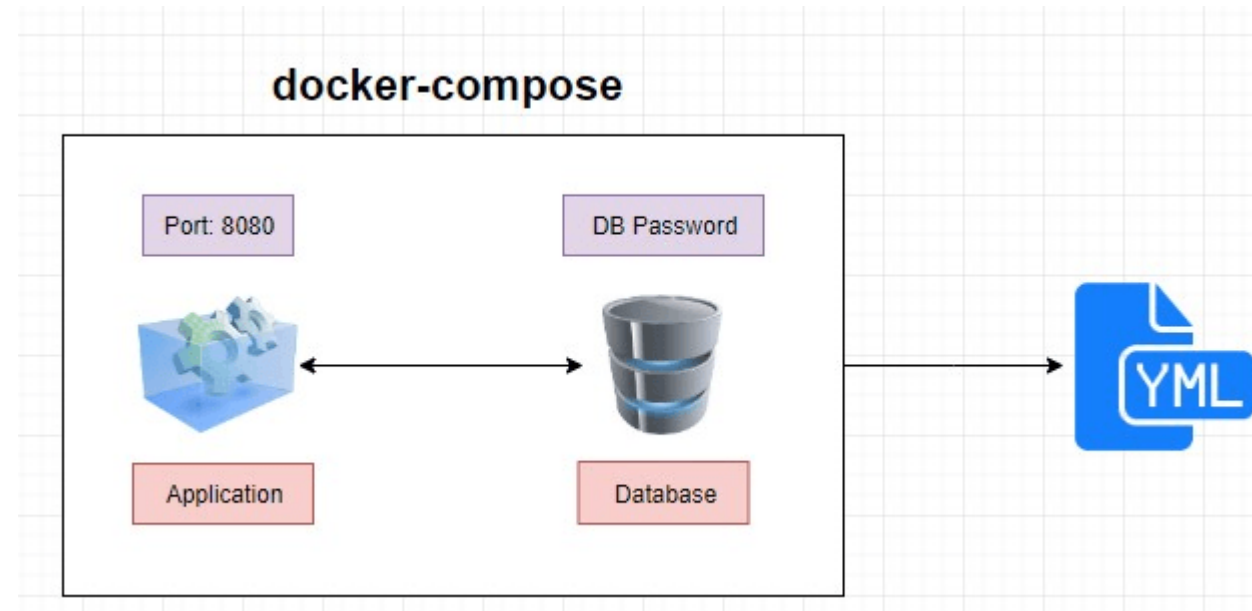 docker-compose
Port: 8080
DB Password
YML
Application
Database